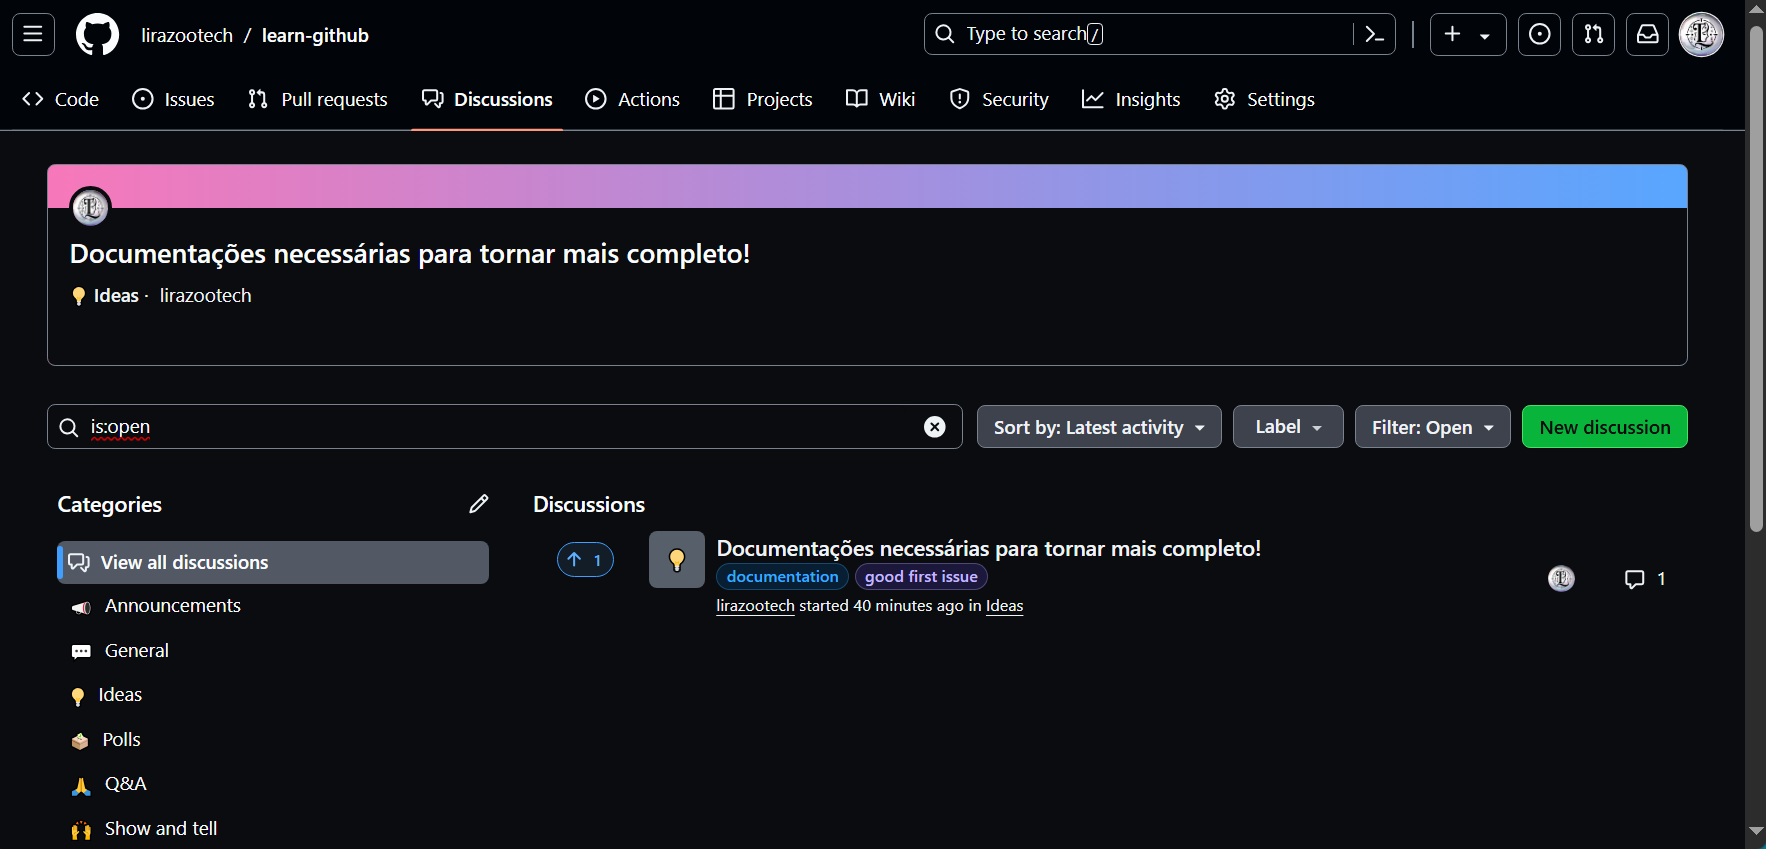 lirazootech / learn-github
Type to search /
Code Issues Pull requests Discussions Actions Projects Wiki Security Insights Settings
Documentações necessárias para tornar mais completo!
Ideas · lirazootech
is:open
Sort by: Latest activity Label Filter: Open New discussion
Categories
View all discussions
Announcements
General
Ideas
Polls
Q&A
Show and tell
Discussions
1
Documentações necessárias para tornar mais completo!
documentation good first issue
lirazootech started 40 minutes ago in Ideas
1